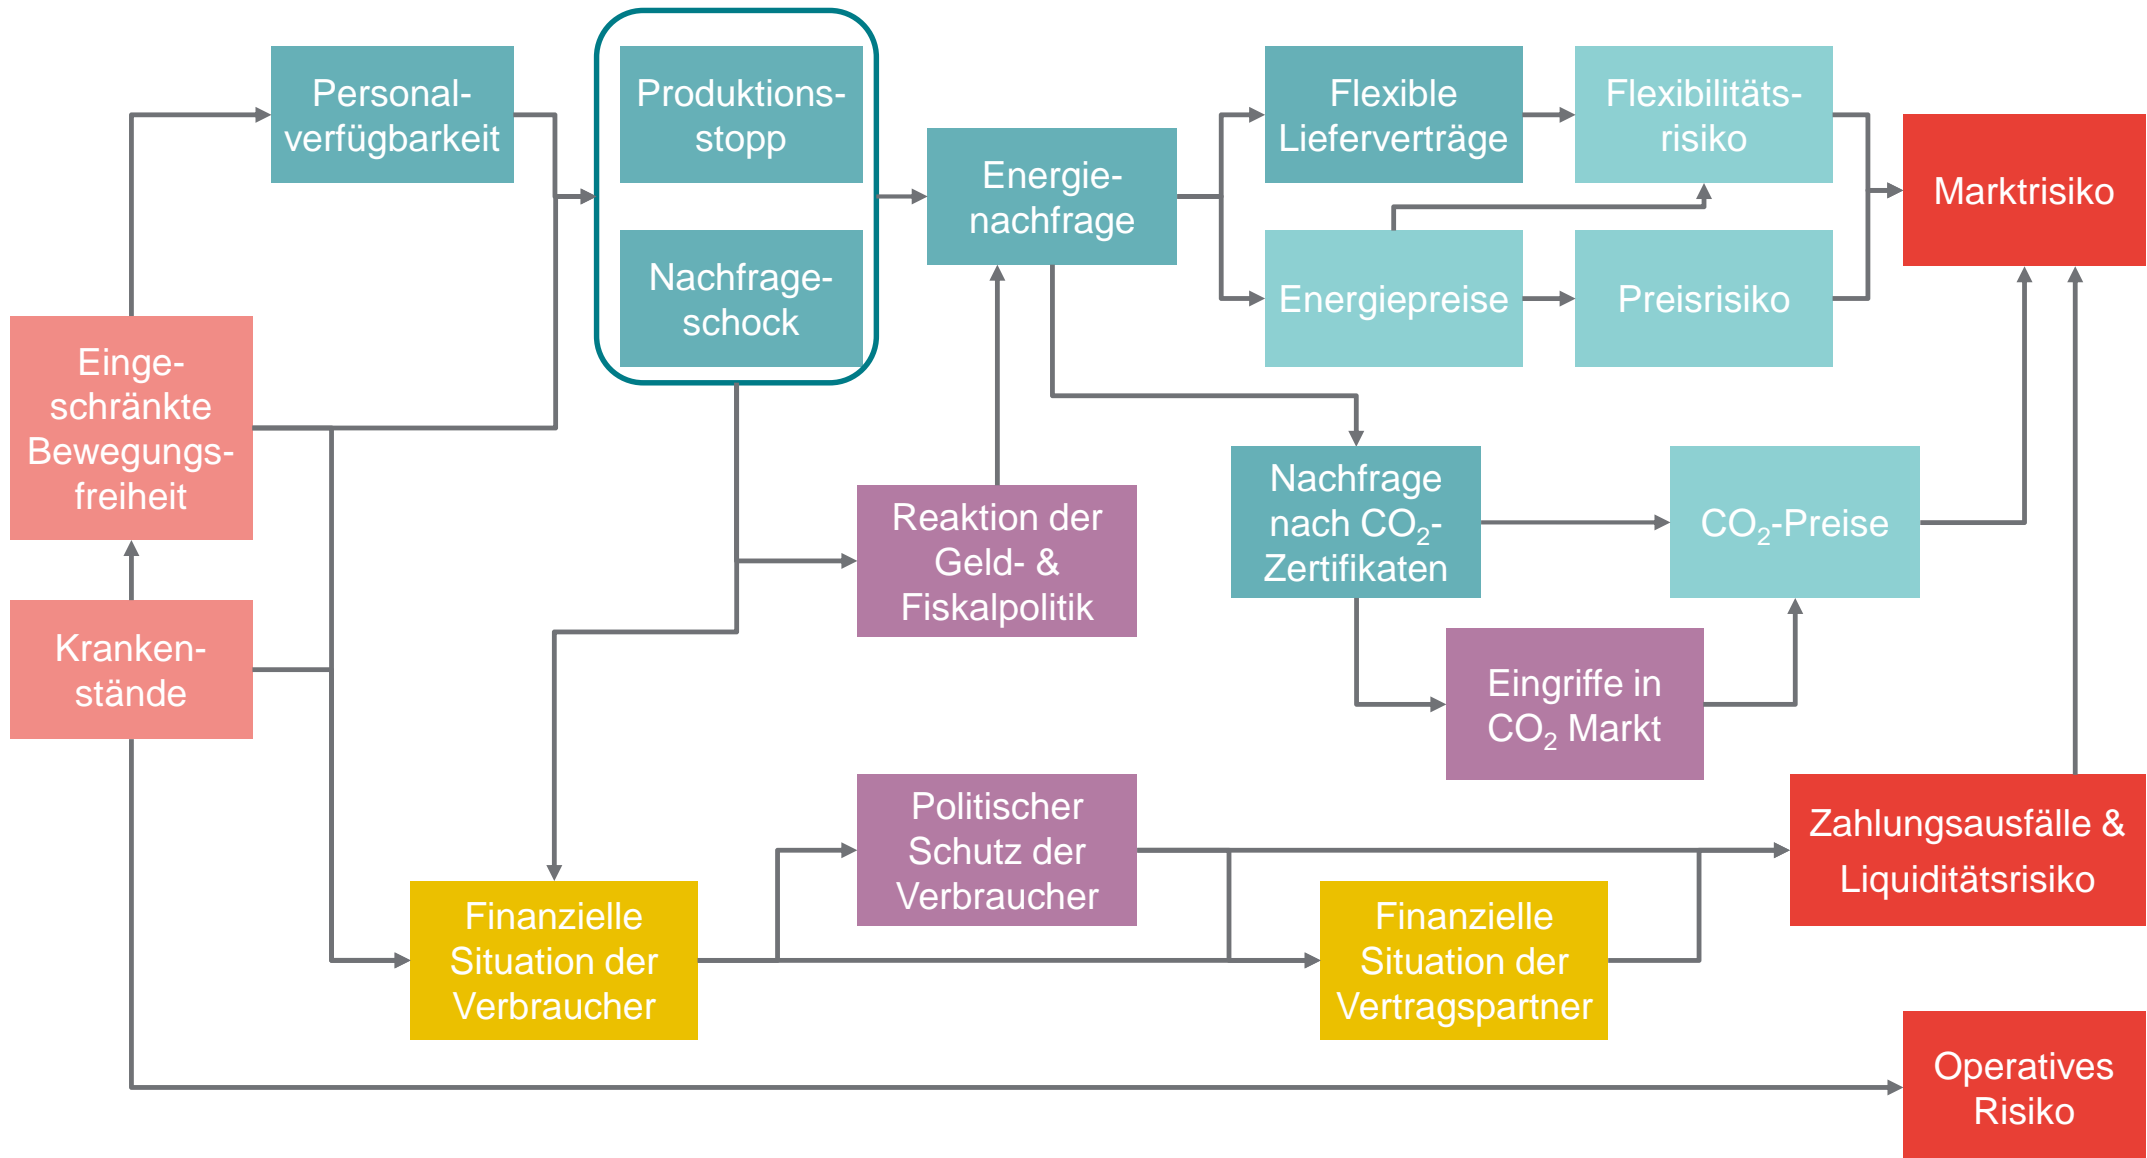 Personal-
verfügbarkeit
Produktions-
stopp
Nachfrage-
schock
Energie-
nachfrage
Flexible
Lieferverträge
Flexibilitäts-
risiko
Energiepreise
Preisrisiko
Marktrisiko
Einge-
schränkte
Bewegungs-
freiheit
Kranken-
stände
Reaktion der
Geld- &
Fiskalpolitik
Nachfrage
nach CO₂-
Zertifikaten
CO₂-Preise
Eingriffe in
CO₂ Markt
Politischer
Schutz der
Verbraucher
Zahlungsausfälle &
Liquiditätsrisiko
Finanzielle
Situation der
Verbraucher
Finanzielle
Situation der
Vertragspartner
Operatives
Risiko